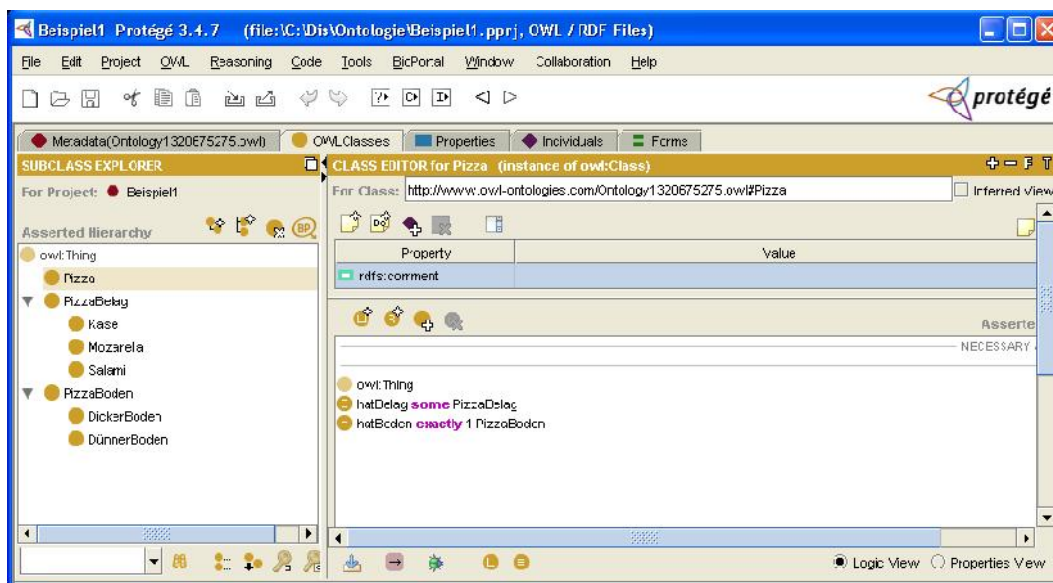 Beispiel1 Protégé 3.4.7 (file:\C:\Dis\Ontologie\Beispiel1.pprj, OWL / RDF Files)
File Edit Project OWL Reasoning Code Tools BioPortal Window Collaboration Help
protégé
Metadata(Ontology1320675275.owl) OWLClasses Properties Individuals Forms
SUBCLASS EXPLORER
CLASS EDITOR for Pizza (instance of owl:Class)
For Project: Beispiel1
For Class: http://www.owl-ontologies.com/Ontology1320675275.owl#Pizza
Inferred View
Asserted Hierarchy
BP
Property Value
owl:Thing
rdfs:comment
Pizza
PizzaBelag
Kase
Asserte
Mozarella
NECESSARY
Salami
PizzaBoden
DickerBoden
DünnerBoden
owl:Thing
hatBelag some PizzaBelag
hatBoden exactly 1 PizzaBoden
Logic View Properties View